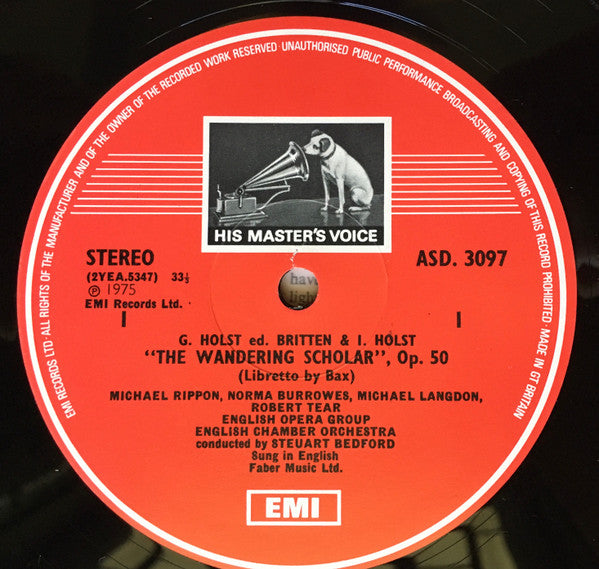 EMI RECORDS LTD · ALL RIGHTS OF THE MANUFACTURER AND OF THE OWNER OF THE RECORDED WORK RESERVED · UNAUTHORISED PUBLIC PERFORMANCE BROADCASTING AND COPYING OF THIS RECORD PROHIBITED · MADE IN GT BRITAIN
HIS MASTER'S VOICE
STEREO
ASD. 3097
(2YEA.5347) 33⅓
Ⓟ 1975
EMI Records Ltd.
hav
ligh
I I
G. HOLST ed. BRITTEN & I. HOLST
"THE WANDERING SCHOLAR", Op. 50
(Libretto by Bax)
MICHAEL RIPPON, NORMA BURROWES, MICHAEL LANGDON,
ROBERT TEAR
ENGLISH OPERA GROUP
ENGLISH CHAMBER ORCHESTRA
conducted by STEUART BEDFORD
Sung in English
Faber Music Ltd.
EMI